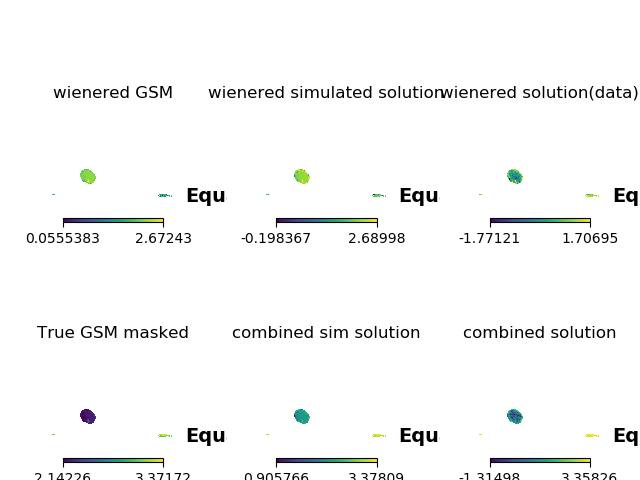 wienered GSM
wienered simulated solution
wienered solution(data)
Equ
Equ
Eq
0.0555383 2.67243
-0.198367 2.68998
-1.77121 1.70695
True GSM masked
combined sim solution
combined solution
Equ
Equ
Eq
2.14226 3.37172
0.905766 3.37809
-1.31498 3.35826